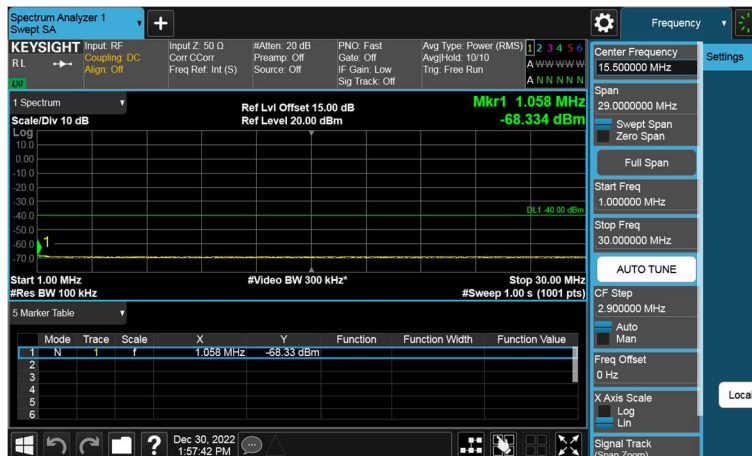 Spectrum Analyzer 1
Swept SA
Frequency
KEYSIGHT
RL
LXI
Input: RF
Coupling: DC
Align: Off
Input Z: 50 Ω
Corr CCorr
Freq Ref: Int (S)
#Atten: 20 dB
Preamp: Off
Source: Off
PNO: Fast
Gate: Off
IF Gain: Low
Sig Track: Off
Avg Type: Power (RMS)
Avg|Hold: 10/10
Trig: Free Run
1 2 3 4 5 6
A W W W W W
A N N N N N
1 Spectrum
Scale/Div 10 dB
Ref Lvl Offset 15.00 dB
Ref Level 20.00 dBm
Mkr1 1.058 MHz
-68.334 dBm
Log
10.0
0.00
-10.0
-20.0
-30.0
-40.0
-50.0
-60.0
-70.0
DL1 -40.00 dBm
1
Start 1.00 MHz
#Res BW 100 kHz
#Video BW 300 kHz*
Stop 30.00 MHz
#Sweep 1.00 s (1001 pts)
5 Marker Table
Mode Trace Scale X Y Function Function Width Function Value
1 N 1 f 1.058 MHz -68.33 dBm
2
3
4
5
6
Dec 30, 2022
1:57:42 PM
Center Frequency
15.500000 MHz
Settings
Span
29.0000000 MHz
Swept Span
Zero Span
Full Span
Start Freq
1.000000 MHz
Stop Freq
30.000000 MHz
AUTO TUNE
CF Step
2.900000 MHz
Auto
Man
Freq Offset
0 Hz
X Axis Scale
Log
Lin
Local
Signal Track
(Span Zoom)